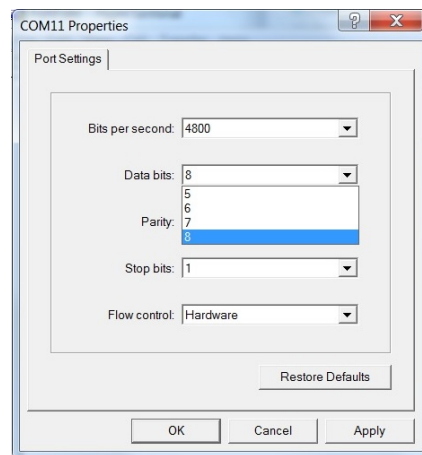 COM11 Properties
Port Settings
Bits per second: 4800
Data bits: 8
5
6
Parity: 7
8
Stop bits: 1
Flow control: Hardware
Restore Defaults
OK Cancel Apply